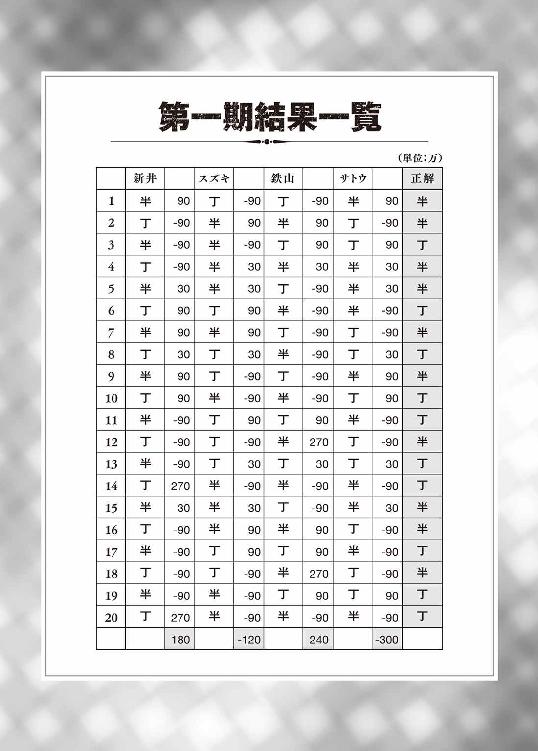 第一期結果一覧
(単位;万)
新井 スズキ 鉄山 サトウ 正解
1 半 90 丁 -90 丁 -90 半 90 半
2 丁 -90 半 90 半 90 丁 -90 半
3 半 -90 半 -90 丁 90 丁 90 丁
4 丁 -90 半 30 半 30 半 30 半
5 半 30 半 30 丁 -90 半 30 半
6 丁 90 丁 90 半 -90 半 -90 丁
7 半 90 半 90 丁 -90 丁 -90 半
8 丁 30 丁 30 半 -90 丁 30 丁
9 半 90 丁 -90 丁 -90 半 90 半
10 丁 90 半 -90 半 -90 丁 90 丁
11 半 -90 丁 90 丁 90 半 -90 丁
12 丁 -90 丁 -90 半 270 丁 -90 半
13 半 -90 丁 30 丁 30 丁 30 丁
14 丁 270 半 -90 半 -90 半 -90 丁
15 半 30 半 30 丁 -90 半 30 半
16 丁 -90 半 90 半 90 丁 -90 半
17 半 -90 丁 90 丁 90 半 -90 丁
18 丁 -90 丁 -90 半 270 丁 -90 半
19 半 -90 半 -90 丁 90 丁 90 丁
20 丁 270 半 -90 半 -90 半 -90 丁
180 -120 240 -300